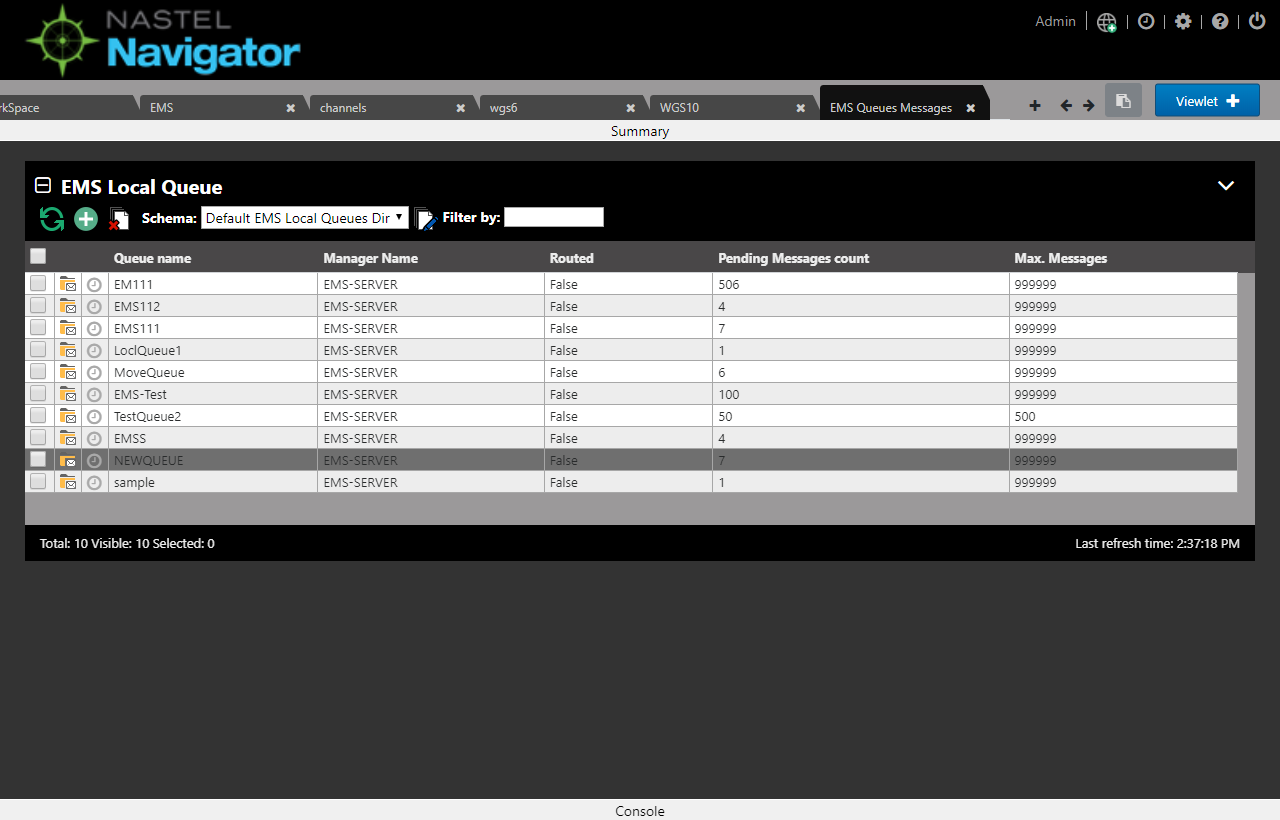 NASTEL
Navigator
Admin
rkSpace EMS channels wgs6 WGS10 EMS Queues Messages Viewlet
Summary
EMS Local Queue
Schema: Default EMS Local Queues Dir Filter by:
Queue name Manager Name Routed Pending Messages count Max. Messages
EM111 EMS-SERVER False 506 999999
EMS112 EMS-SERVER False 4 999999
EMS111 EMS-SERVER False 7 999999
LoclQueue1 EMS-SERVER False 1 999999
MoveQueue EMS-SERVER False 6 999999
EMS-Test EMS-SERVER False 100 999999
TestQueue2 EMS-SERVER False 50 500
EMSS EMS-SERVER False 4 999999
NEWQUEUE EMS-SERVER False 7 999999
sample EMS-SERVER False 1 999999
Total: 10 Visible: 10 Selected: 0 Last refresh time: 2:37:18 PM
Console